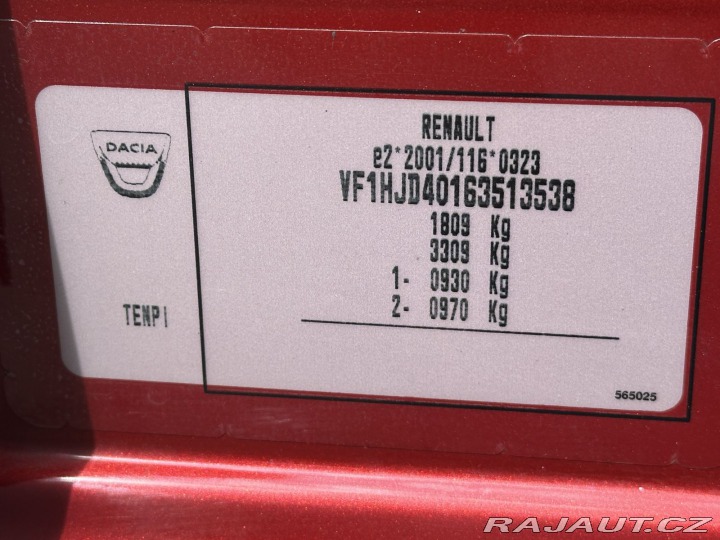 DACIA
RENAULT
e2*2001/116*0323
VF1HJD40163513538
1809 Kg
3309 Kg
1- 0930 Kg
2- 0970 Kg
TENPI
565025
RAJAUT.CZ